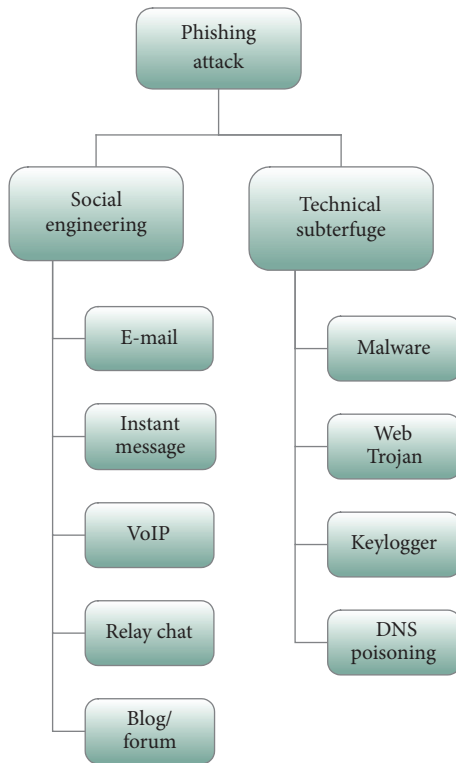 Phishing
attack
Social
engineering
Technical
subterfuge
E-mail
Instant
message
VoIP
Relay chat
Blog/
forum
Malware
Web
Trojan
Keylogger
DNS
poisoning